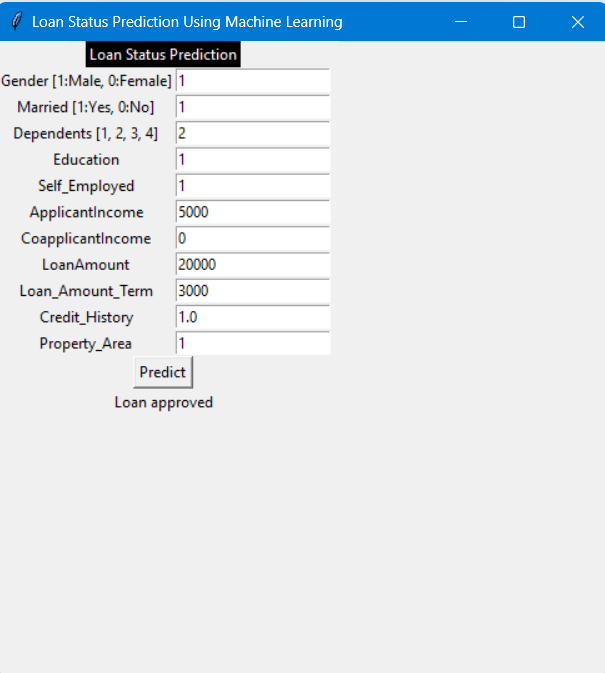 Loan Status Prediction Using Machine Learning
Loan Status Prediction
Gender [1:Male, 0:Female] 1
Married [1:Yes, 0:No] 1
Dependents [1, 2, 3, 4] 2
Education 1
Self_Employed 1
ApplicantIncome 5000
CoapplicantIncome 0
LoanAmount 20000
Loan_Amount_Term 3000
Credit_History 1.0
Property_Area 1
Predict
Loan approved